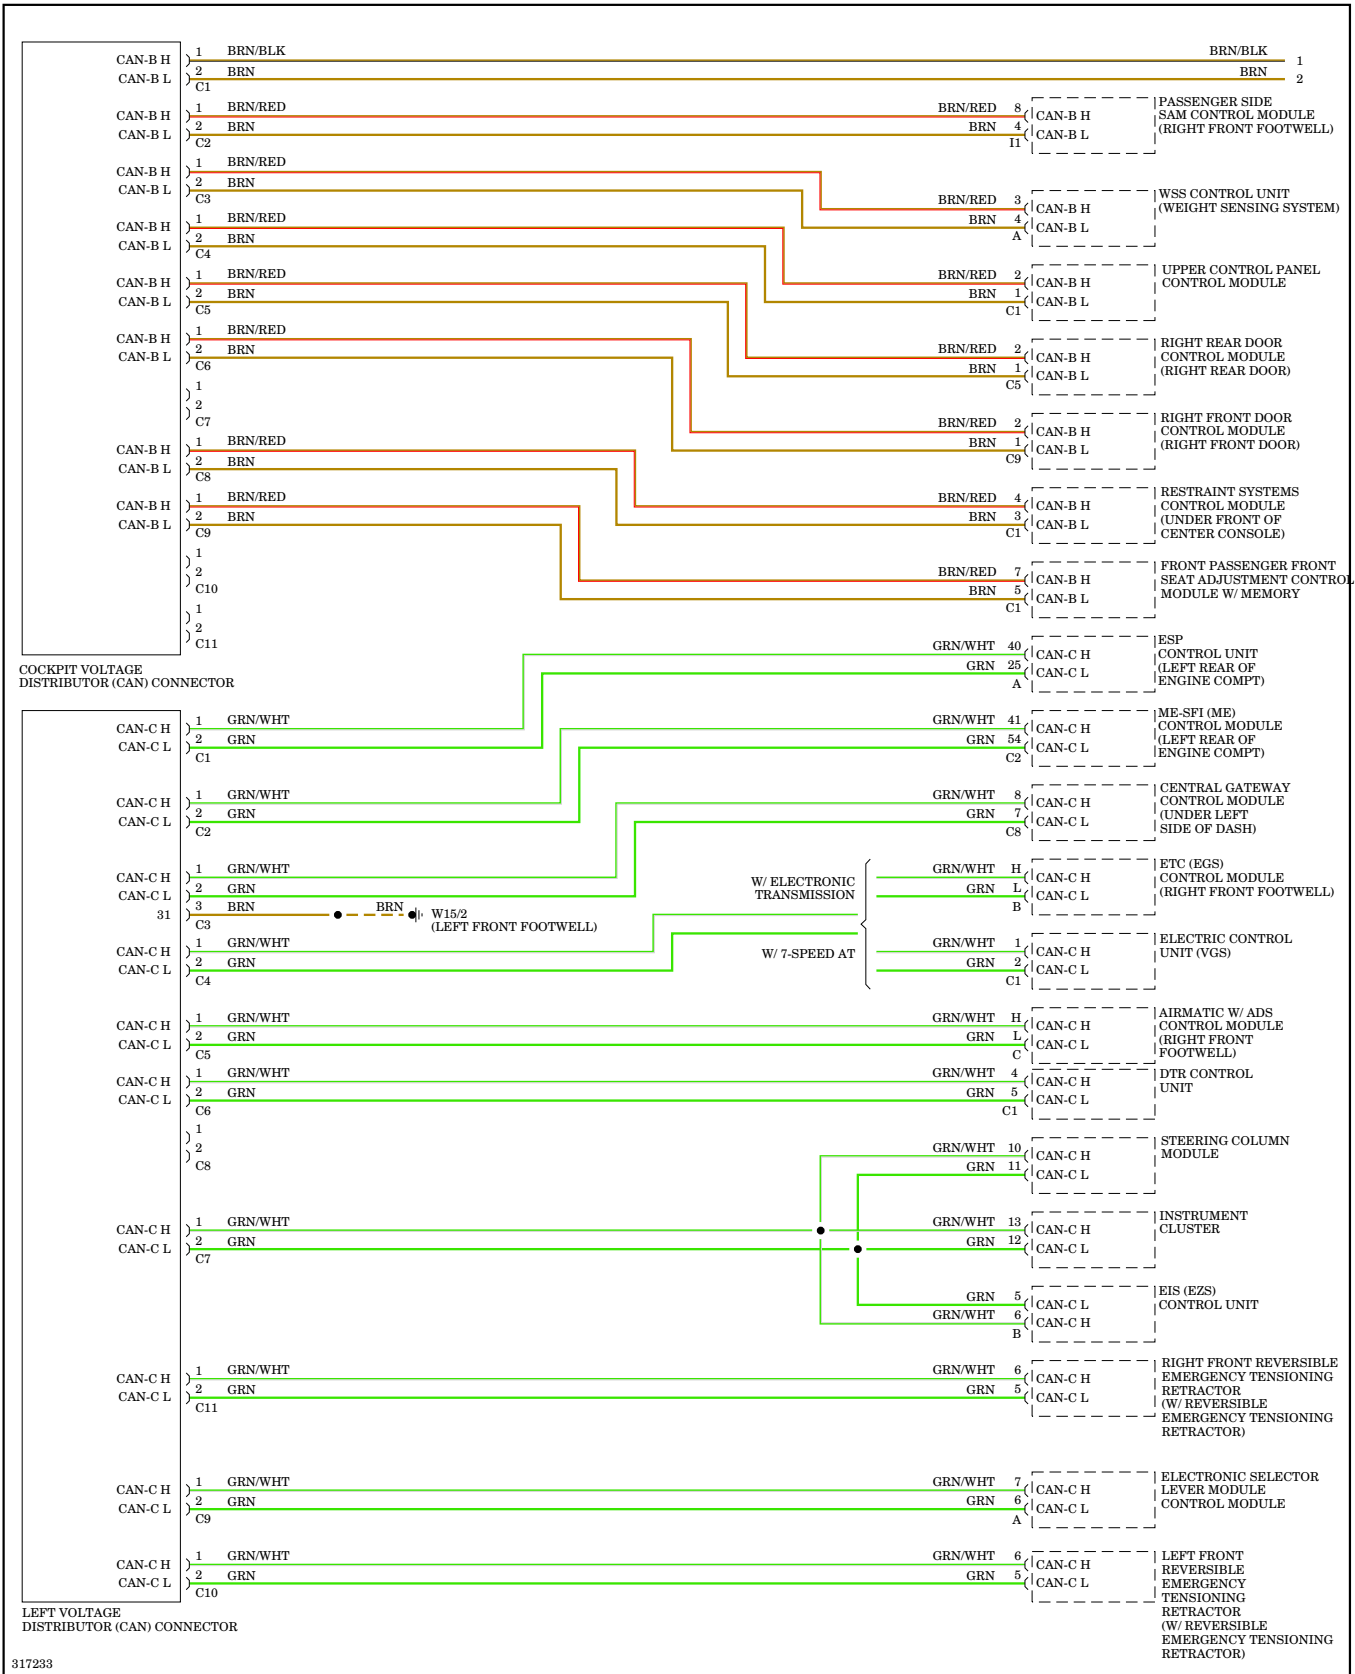 CAN-B H 1 BRN/BLK BRN/BLK 1
CAN-B L 2 BRN BRN 2
C1
CAN-B H 1 BRN/RED BRN/RED 8 CAN-B H
CAN-B L 2 BRN BRN 4 CAN-B L
C2 I1
PASSENGER SIDE
SAM CONTROL MODULE
(RIGHT FRONT FOOTWELL)
CAN-B H 1 BRN/RED BRN/RED 3 CAN-B H
CAN-B L 2 BRN BRN 4 CAN-B L
C3 A
WSS CONTROL UNIT
(WEIGHT SENSING SYSTEM)
CAN-B H 1 BRN/RED BRN/RED 2 CAN-B H
CAN-B L 2 BRN BRN 1 CAN-B L
C4 C1
UPPER CONTROL PANEL
CONTROL MODULE
CAN-B H 1 BRN/RED BRN/RED 2 CAN-B H
CAN-B L 2 BRN BRN 1 CAN-B L
C5 C5
RIGHT REAR DOOR
CONTROL MODULE
(RIGHT REAR DOOR)
CAN-B H 1 BRN/RED BRN/RED 2 CAN-B H
CAN-B L 2 BRN BRN 1 CAN-B L
C6 C9
RIGHT FRONT DOOR
CONTROL MODULE
(RIGHT FRONT DOOR)
1
2
C7
CAN-B H 1 BRN/RED BRN/RED 4 CAN-B H
CAN-B L 2 BRN BRN 3 CAN-B L
C8 C1
RESTRAINT SYSTEMS
CONTROL MODULE
(UNDER FRONT OF
CENTER CONSOLE)
CAN-B H 1 BRN/RED BRN/RED 7 CAN-B H
CAN-B L 2 BRN BRN 5 CAN-B L
C9 C1
FRONT PASSENGER FRONT
SEAT ADJUSTMENT CONTROL
MODULE W/ MEMORY
1
2
C10
1
2
C11
COCKPIT VOLTAGE
DISTRIBUTOR (CAN) CONNECTOR
GRN/WHT 40 CAN-C H
GRN 25 CAN-C L
A
ESP
CONTROL UNIT
(LEFT REAR OF
ENGINE COMPT)
CAN-C H 1 GRN/WHT GRN/WHT 41 CAN-C H
CAN-C L 2 GRN GRN 54 CAN-C L
C1 C2
ME-SFI (ME)
CONTROL MODULE
(LEFT REAR OF
ENGINE COMPT)
CAN-C H 1 GRN/WHT GRN/WHT 8 CAN-C H
CAN-C L 2 GRN GRN 7 CAN-C L
C2 C8
CENTRAL GATEWAY
CONTROL MODULE
(UNDER LEFT
SIDE OF DASH)
CAN-C H 1 GRN/WHT GRN/WHT H CAN-C H
CAN-C L 2 GRN GRN L CAN-C L
B
W/ ELECTRONIC
TRANSMISSION
ETC (EGS)
CONTROL MODULE
(RIGHT FRONT FOOTWELL)
31 3 BRN BRN W15/2
C3 (LEFT FRONT FOOTWELL)
CAN-C H 1 GRN/WHT GRN/WHT 1 CAN-C H
CAN-C L 2 GRN GRN 2 CAN-C L
C4 C1
W/ 7-SPEED AT
ELECTRIC CONTROL
UNIT (VGS)
CAN-C H 1 GRN/WHT GRN/WHT H CAN-C H
CAN-C L 2 GRN GRN L CAN-C L
C5 C
AIRMATIC W/ ADS
CONTROL MODULE
(RIGHT FRONT
FOOTWELL)
CAN-C H 1 GRN/WHT GRN/WHT 4 CAN-C H
CAN-C L 2 GRN GRN 5 CAN-C L
C6 C1
DTR CONTROL
UNIT
1
2
C8
GRN/WHT 10 CAN-C H
GRN 11 CAN-C L
STEERING COLUMN
MODULE
CAN-C H 1 GRN/WHT GRN/WHT 13 CAN-C H
CAN-C L 2 GRN GRN 12 CAN-C L
C7
INSTRUMENT
CLUSTER
GRN 5 CAN-C L
GRN/WHT 6 CAN-C H
B
EIS (EZS)
CONTROL UNIT
CAN-C H 1 GRN/WHT GRN/WHT 6 CAN-C H
CAN-C L 2 GRN GRN 5 CAN-C L
C11
RIGHT FRONT REVERSIBLE
EMERGENCY TENSIONING
RETRACTOR
(W/ REVERSIBLE
EMERGENCY TENSIONING
RETRACTOR)
CAN-C H 1 GRN/WHT GRN/WHT 7 CAN-C H
CAN-C L 2 GRN GRN 6 CAN-C L
C9 A
ELECTRONIC SELECTOR
LEVER MODULE
CONTROL MODULE
CAN-C H 1 GRN/WHT GRN/WHT 6 CAN-C H
CAN-C L 2 GRN GRN 5 CAN-C L
C10
LEFT FRONT
REVERSIBLE
EMERGENCY
TENSIONING
RETRACTOR
(W/ REVERSIBLE
EMERGENCY TENSIONING
RETRACTOR)
LEFT VOLTAGE
DISTRIBUTOR (CAN) CONNECTOR
317233